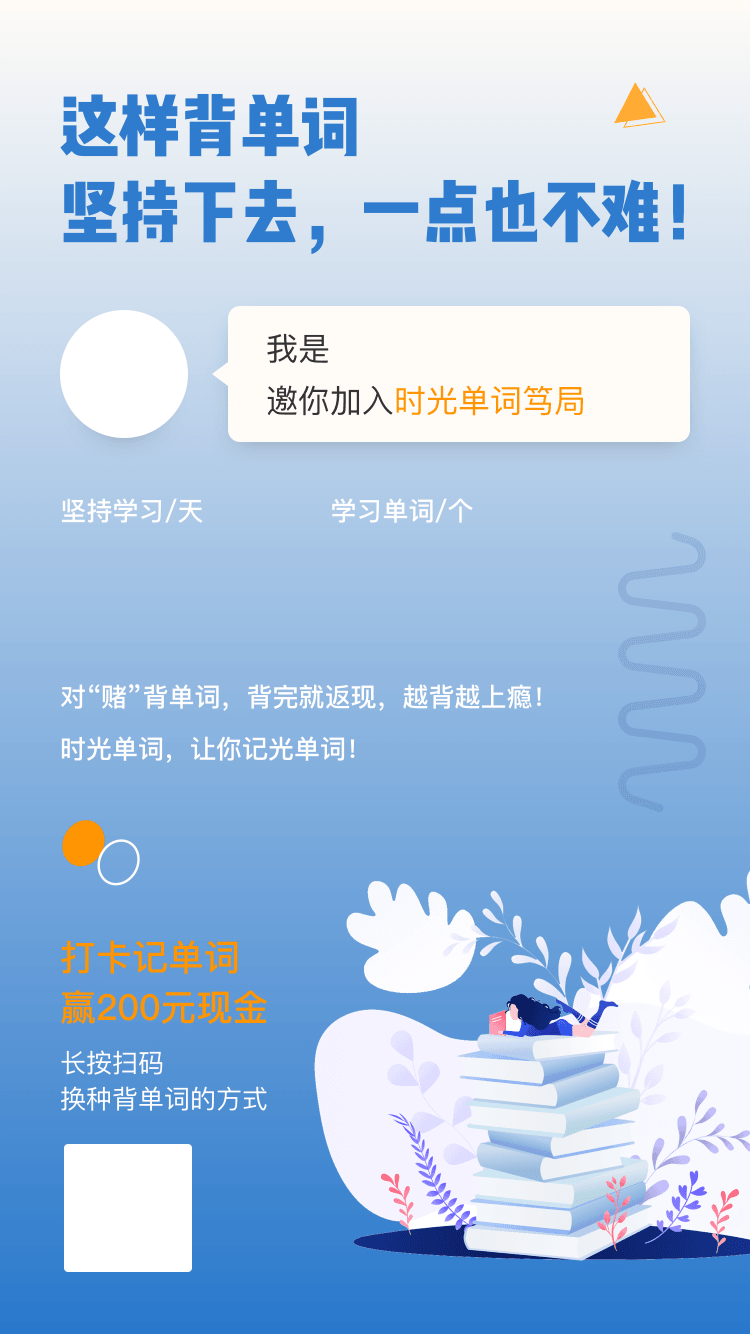 这样背单词
坚持下去，一点也不难！
我是
邀你加入时光单词笃局
坚持学习/天
学习单词/个
对“赌”背单词，背完就返现，越背越上瘾！
时光单词，让你记光单词！
打卡记单词
赢200元现金
长按扫码
换种背单词的方式